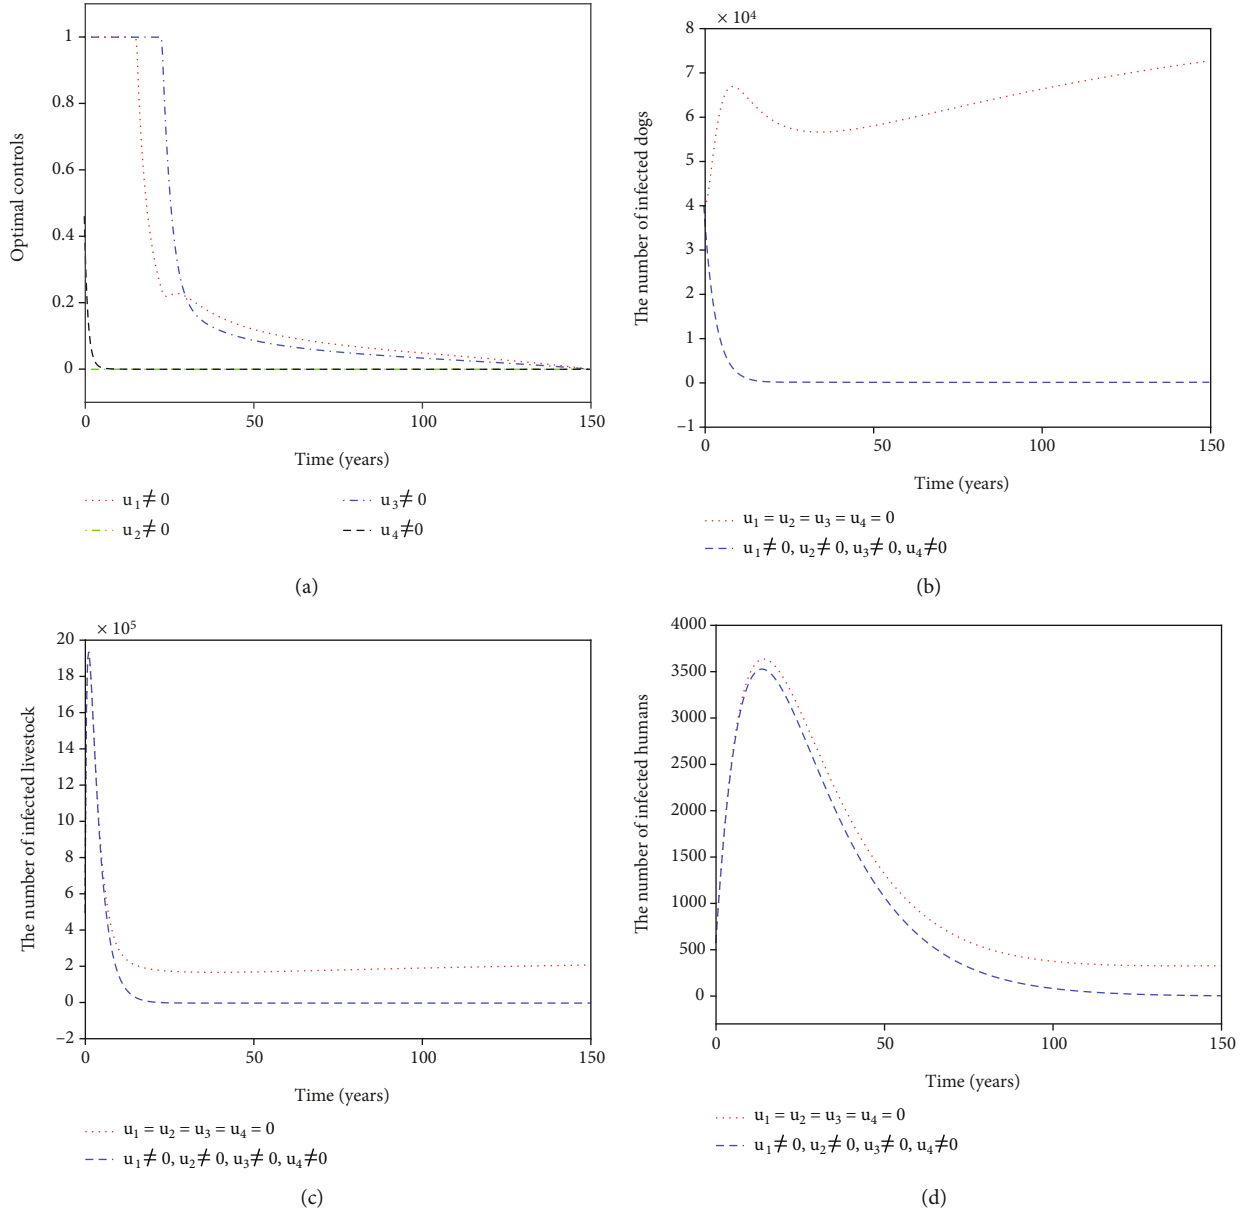 Optimal controls
1
0.8
0.6
0.4
0.2
0
0 50 100 150
Time (years)
u₁ ≠ 0
u₂ ≠ 0
u₃ ≠ 0
u₄ ≠ 0
(a)
× 10⁴
The number of infected dogs
8
7
6
5
4
3
2
1
0
−1
0 50 100 150
Time (years)
u₁ = u₂ = u₃ = u₄ = 0
u₁ ≠ 0, u₂ ≠ 0, u₃ ≠ 0, u₄ ≠ 0
(b)
× 10⁵
The number of infected livestock
20
18
16
14
12
10
8
6
4
2
0
−2
0 50 100 150
Time (years)
u₁ = u₂ = u₃ = u₄ = 0
u₁ ≠ 0, u₂ ≠ 0, u₃ ≠ 0, u₄ ≠ 0
(c)
The number of infected humans
4000
3500
3000
2500
2000
1500
1000
500
0
0 50 100 150
Time (years)
u₁ = u₂ = u₃ = u₄ = 0
u₁ ≠ 0, u₂ ≠ 0, u₃ ≠ 0, u₄ ≠ 0
(d)